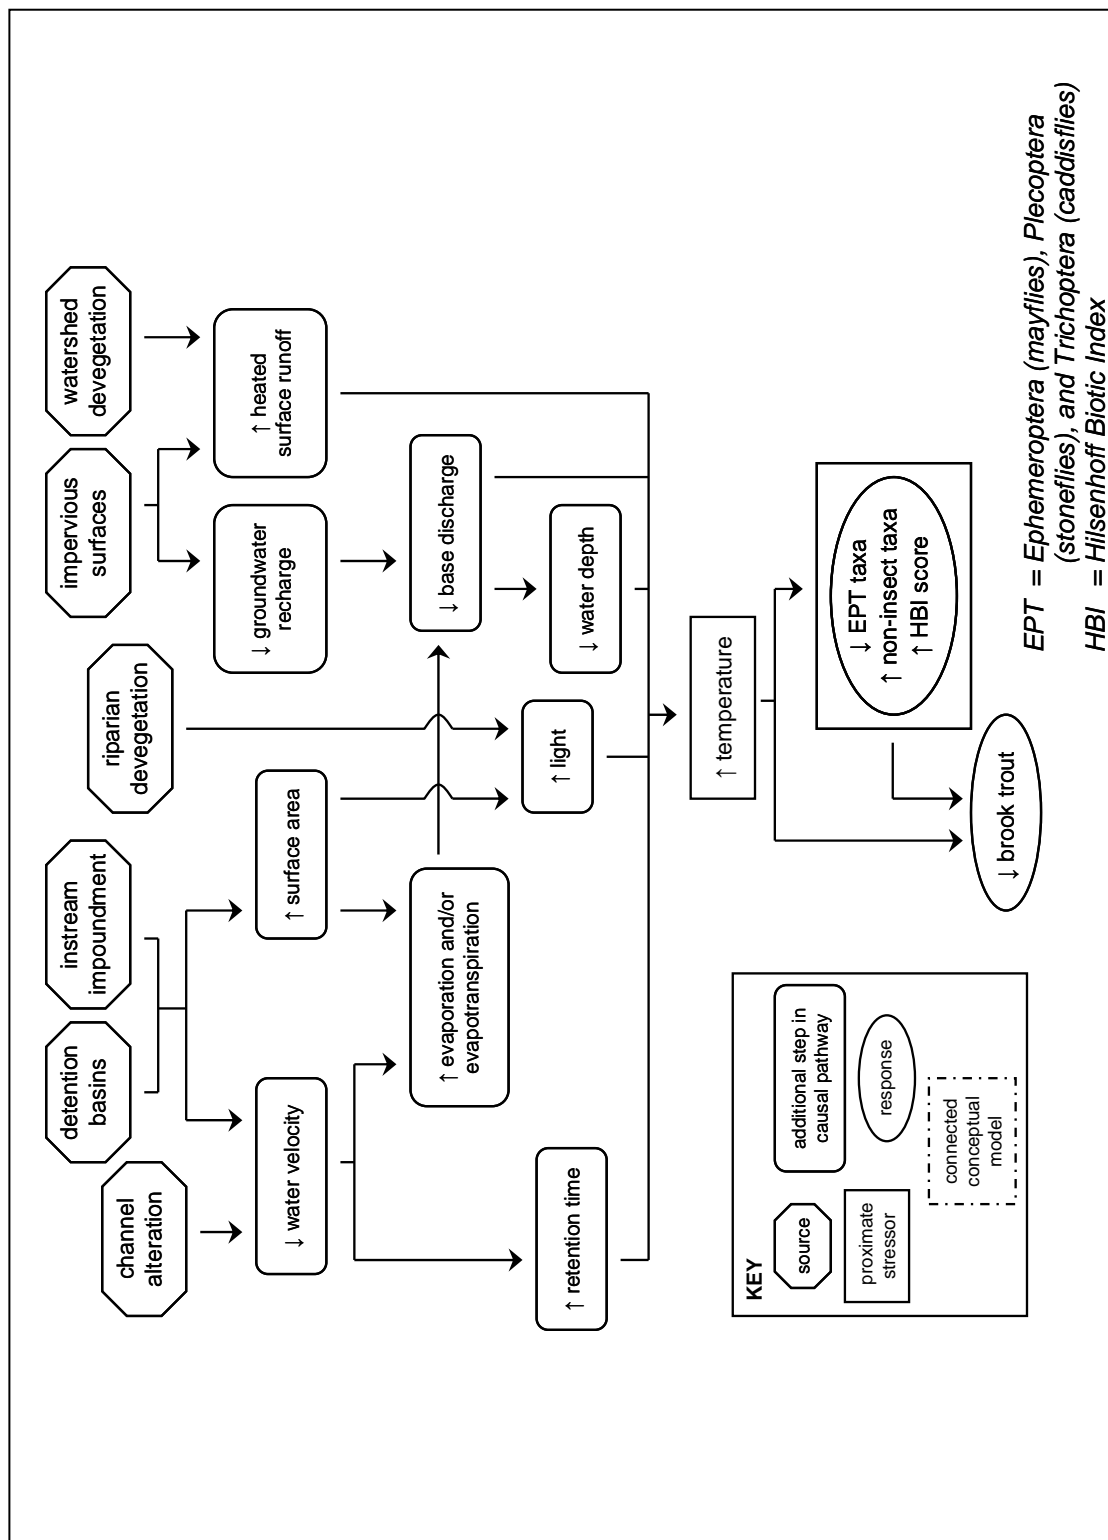 detention
basins
instream
impoundment
impervious
surfaces
watershed
devegetation
channel
alteration
riparian
devegetation
↓ water velocity
↑ surface area
↓ groundwater
recharge
↑ heated
surface runoff
↑ evaporation and/or
evapotranspiration
↓ base discharge
↑ retention time
↑ light
↓ water depth
↑ temperature
↓ EPT taxa
↑ non-insect taxa
↑ HBI score
↓ brook trout
KEY
source
additional step in
causal pathway
proximate
stressor
response
connected
conceptual
model
EPT = Ephemeroptera (mayflies), Plecoptera
(stoneflies), and Trichoptera (caddisflies)
HBI = Hilsenhoff Biotic Index